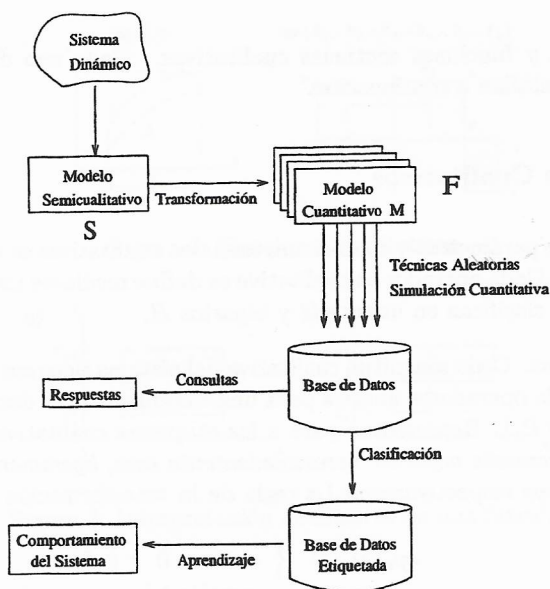 Sistema
Dinámico
Modelo
Semicualitativo
S
Transformación
Modelo
Cuantitativo M
F
Técnicas Aleatorias
Simulación Cuantitativa
Respuestas
Consultas
Base de Datos
Clasificación
Comportamiento
del Sistema
Aprendizaje
Base de Datos
Etiquetada